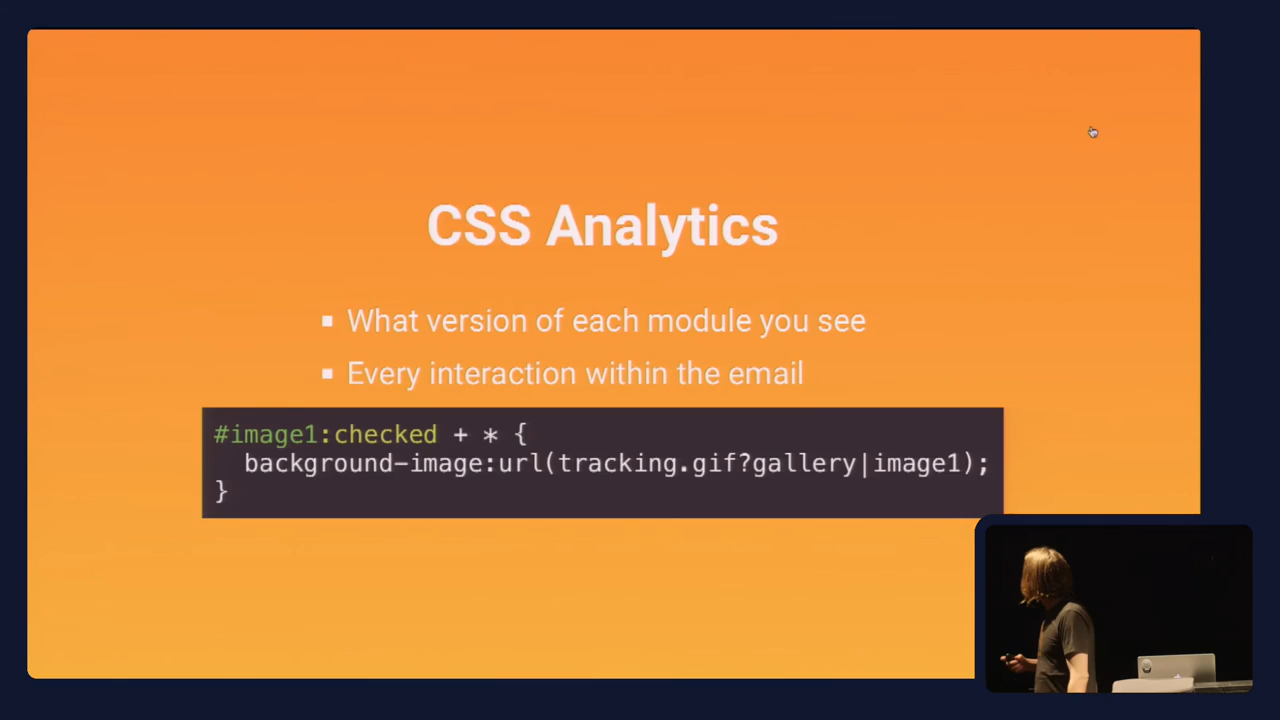 CSS Analytics
▪ What version of each module you see
▪ Every interaction within the email
#image1:checked + * {
  background-image:url(tracking.gif?gallery|image1);
}